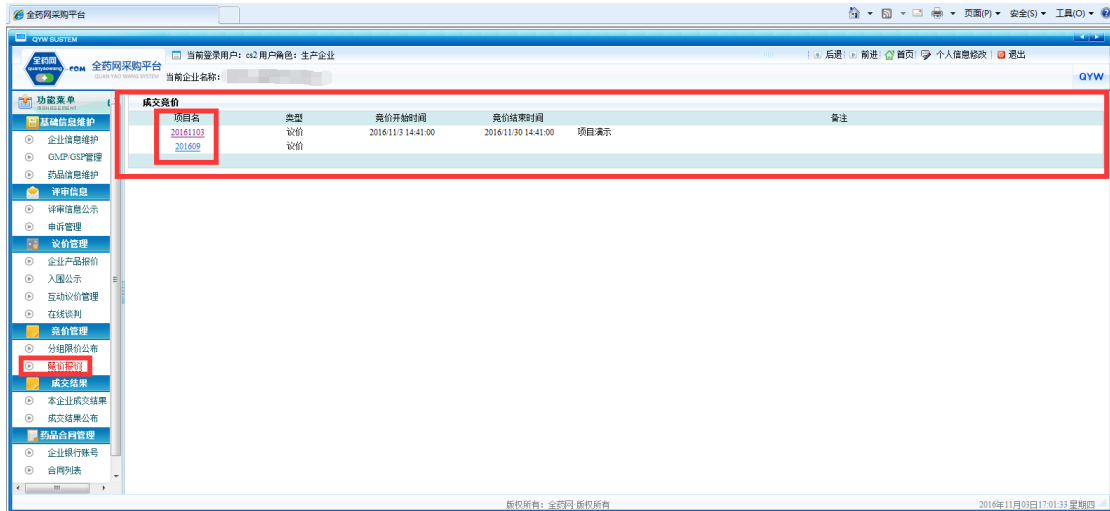 全药网采购平台
页面(P) 安全(S) 工具(O)
QYW SUSTEM
全药网 quanyaowang .COM 全药网采购平台
QUAN YAO WANG SYSTEM
当前登录用户：cs2 用户角色：生产企业
后退 前进 首页 个人信息修改 退出
当前企业名称：
QYW
功能菜单
基础信息维护
企业信息维护
GMP/GSP管理
药品信息维护
评审信息
评审信息公示
申诉管理
议价管理
企业产品报价
入围公示
互动议价管理
在线谈判
竞价管理
分组限价公布
竞价报价
成交结果
本企业成交结果
成交结果公布
药品合同管理
企业银行账号
合同列表
成交竞价
项目名 类型 竞价开始时间 竞价结束时间 备注
20161103 议价 2016/11/3 14:41:00 2016/11/30 14:41:00 项目演示
201609 议价
版权所有：全药网 版权所有
2016年11月03日17:01:33 星期四